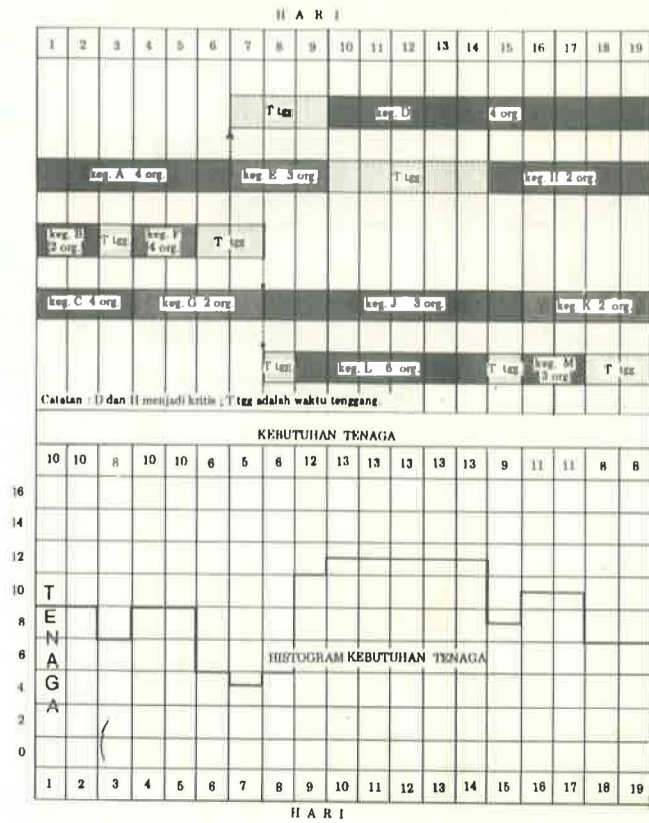 H A R I
1 2 3 4 5 6 7 8 9 10 11 12 13 14 15 16 17 18 19
T tgg keg. D 4 org
keg. A 4 org. keg. E 3 org. T tgg keg. H 2 org.
keg. B 2 org. T tgg keg. F 4 org. T tgg
keg. C 4 org. keg. G 2 org. keg. J 3 org. keg. K 2 org.
T tgg keg. L 6 org. T tgg keg. M 3 org. T tgg
Catatan : D dan H menjadi kritis ; T tgg adalah waktu tenggang.
KEBUTUHAN TENAGA
10 10 8 10 10 6 5 6 12 13 13 13 13 13 9 11 11 8 8
16
14
12
10
8
6
4
2
0
TENAGA
HISTOGRAM KEBUTUHAN TENAGA
1 2 3 4 5 6 7 8 9 10 11 12 13 14 15 16 17 18 19
H A R I